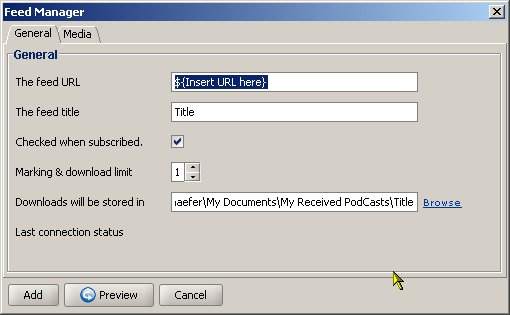 Feed Manager
General Media
General
The feed URL ${Insert URL here}
The feed title Title
Checked when subscribed.
Marking & download limit 1
Downloads will be stored in aefer\My Documents\My Received PodCasts\Title Browse
Last connection status
Add Preview Cancel